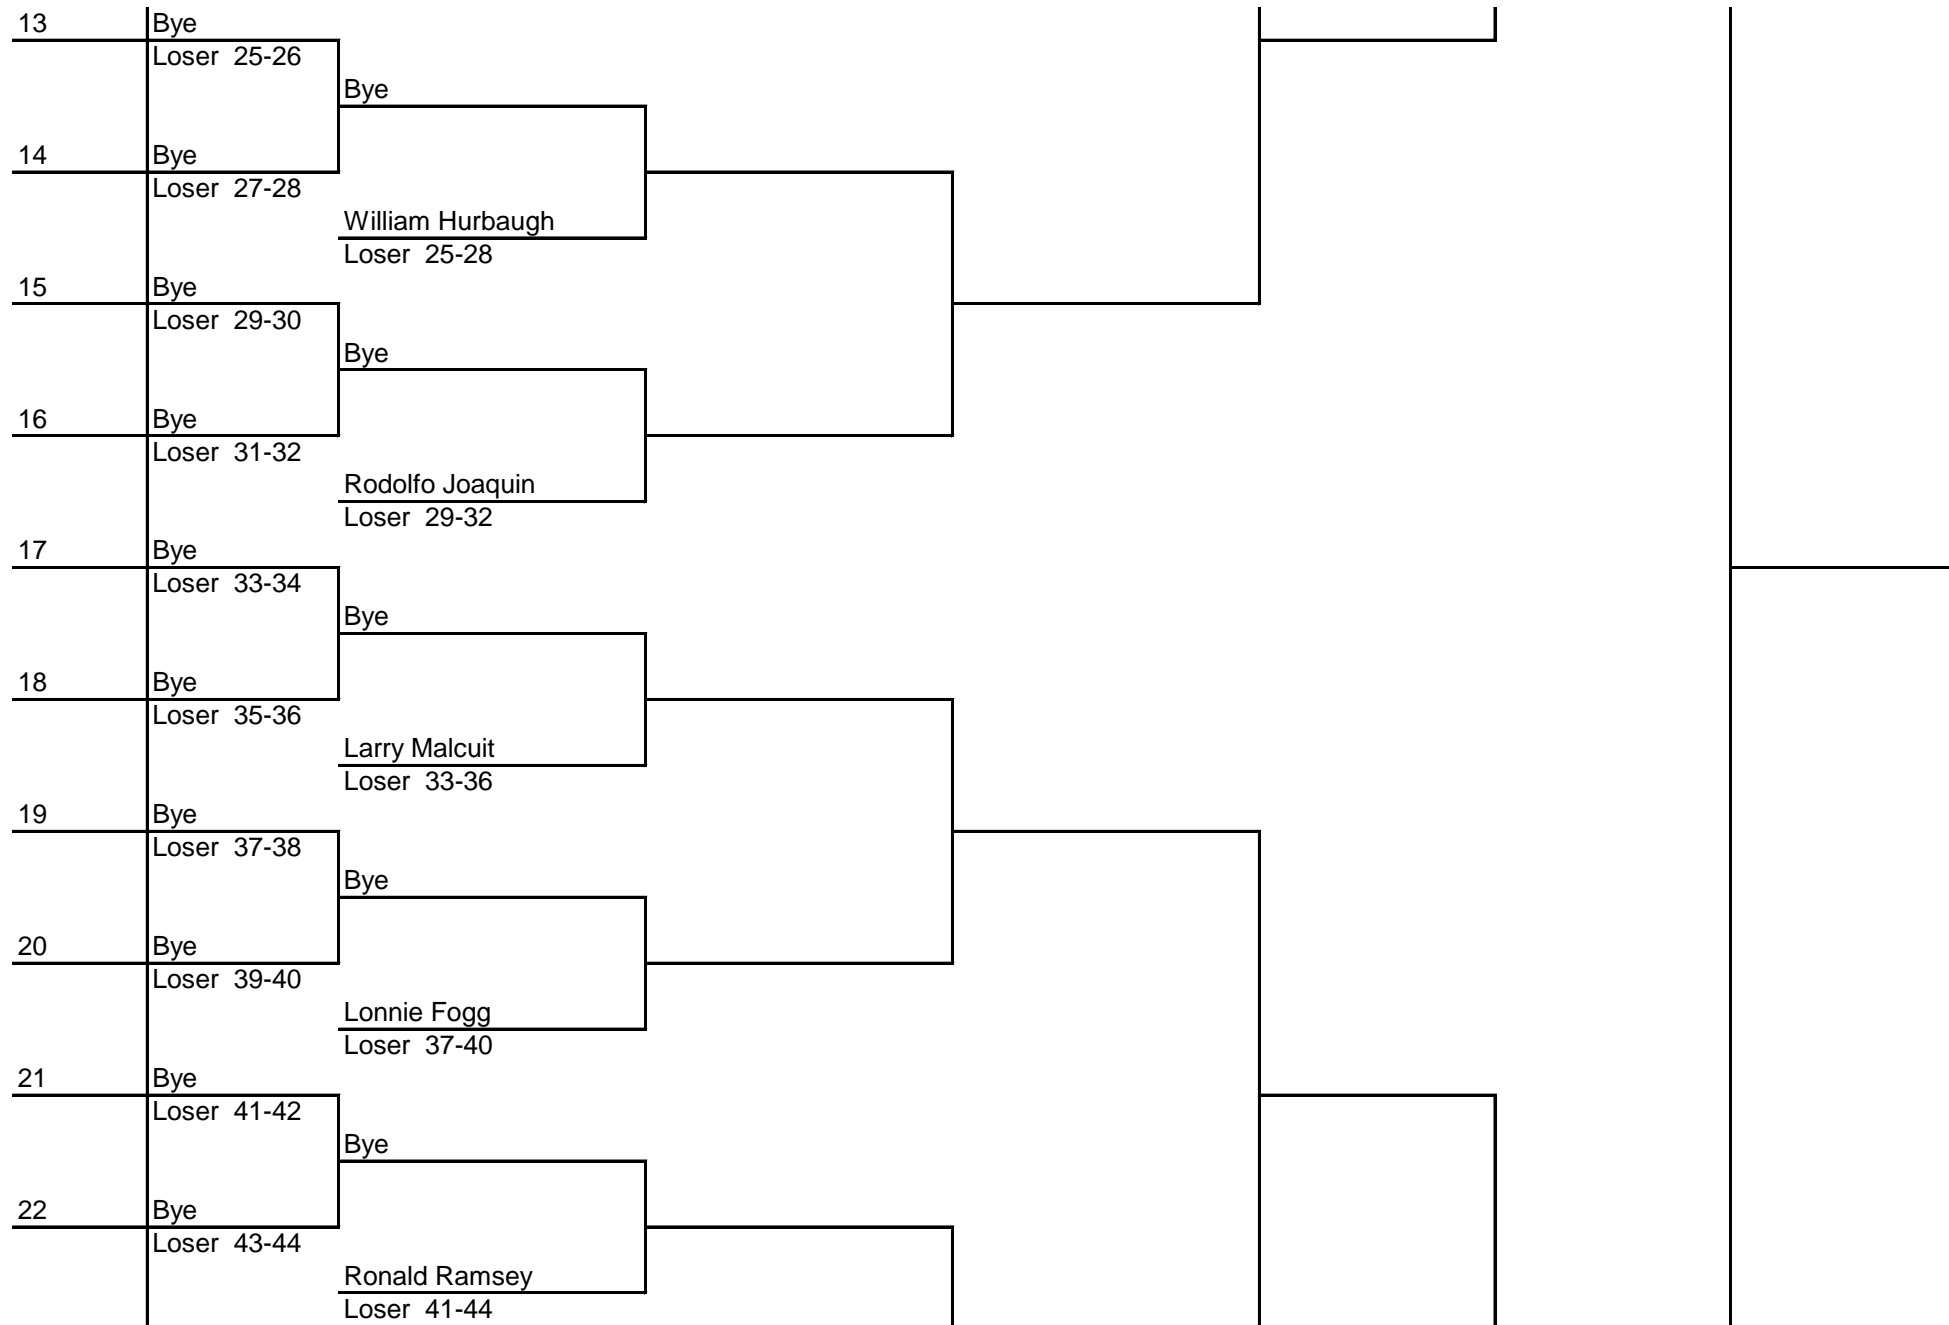 13 Bye
Loser 25-26
Bye
14 Bye
Loser 27-28
William Hurbaugh
Loser 25-28
15 Bye
Loser 29-30
Bye
16 Bye
Loser 31-32
Rodolfo Joaquin
Loser 29-32
17 Bye
Loser 33-34
Bye
18 Bye
Loser 35-36
Larry Malcuit
Loser 33-36
19 Bye
Loser 37-38
Bye
20 Bye
Loser 39-40
Lonnie Fogg
Loser 37-40
21 Bye
Loser 41-42
Bye
22 Bye
Loser 43-44
Ronald Ramsey
Loser 41-44